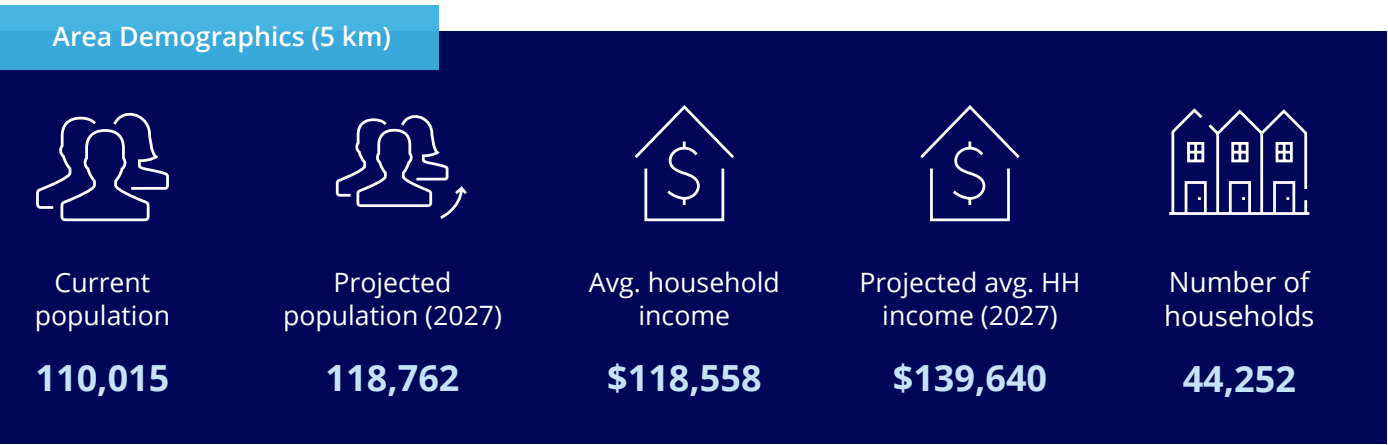 Area Demographics (5 km)
$
$
Current
population
110,015
Projected
population (2027)
118,762
Avg. household
income
$118,558
Projected avg. HH
income (2027)
$139,640
Number of
households
44,252